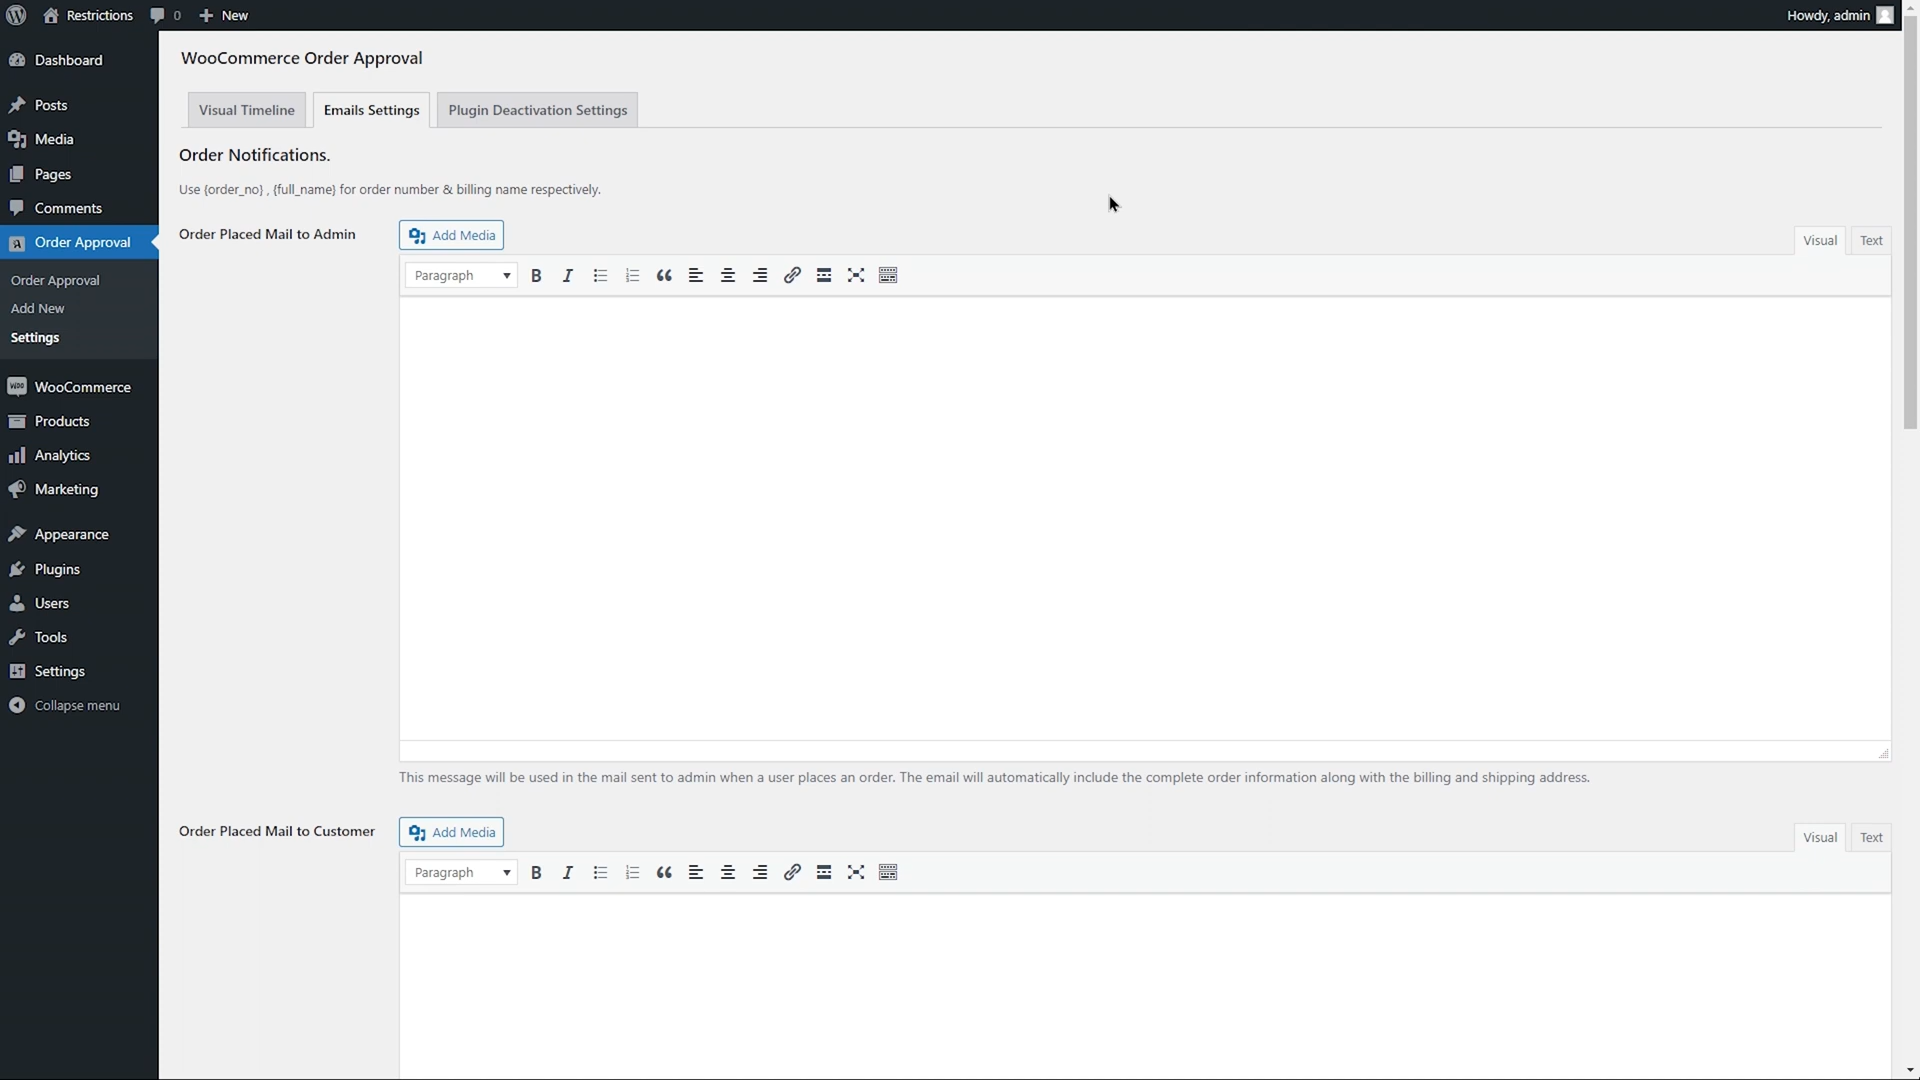 Restrictions
0
New
Howdy, admin
Dashboard
Posts
Media
Pages
Comments
Order Approval
Order Approval
Add New
Settings
WooCommerce
Products
Analytics
Marketing
Appearance
Plugins
Users
Tools
Settings
Collapse menu
WooCommerce Order Approval
Visual Timeline
Emails Settings
Plugin Deactivation Settings
Order Notifications.
Use {order_no} , {full_name} for order number & billing name respectively.
Order Placed Mail to Admin
Add Media
Visual
Text
Paragraph
This message will be used in the mail sent to admin when a user places an order. The email will automatically include the complete order information along with the billing and shipping address.
Order Placed Mail to Customer
Add Media
Visual
Text
Paragraph